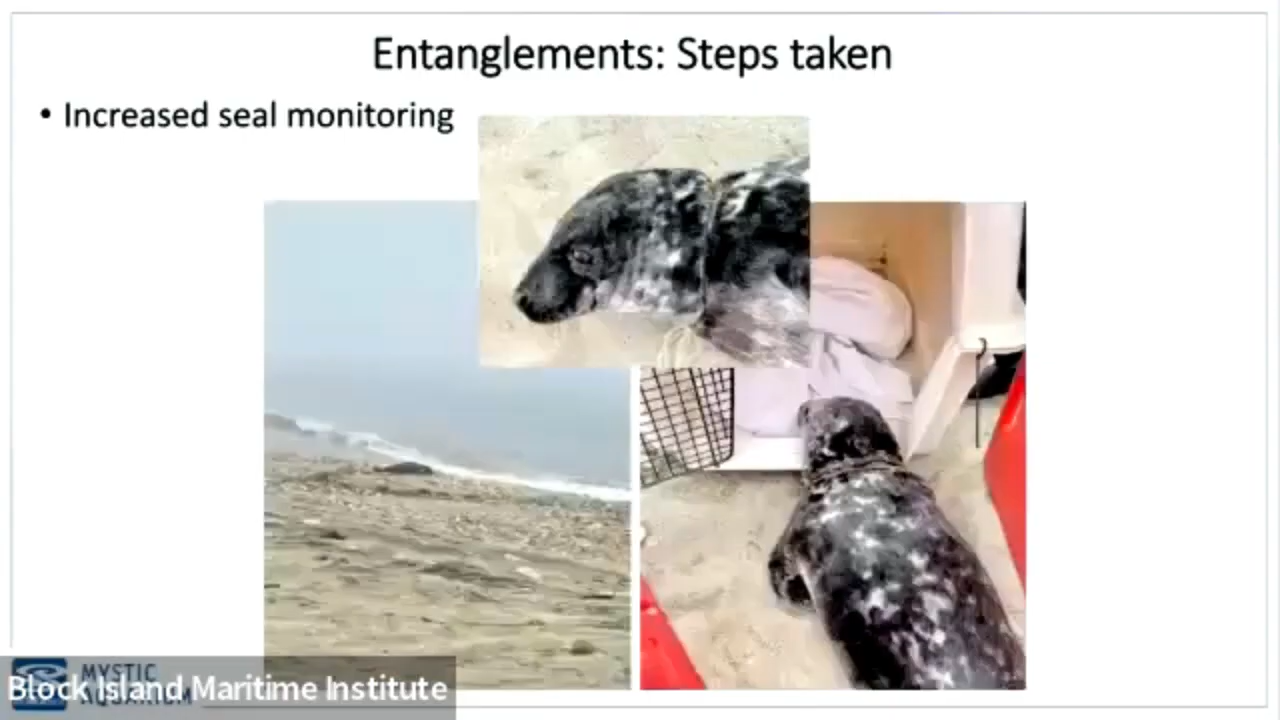 Entanglements: Steps taken
• Increased seal monitoring
MYSTIC
AQUARIUM
Block Island Maritime Institute